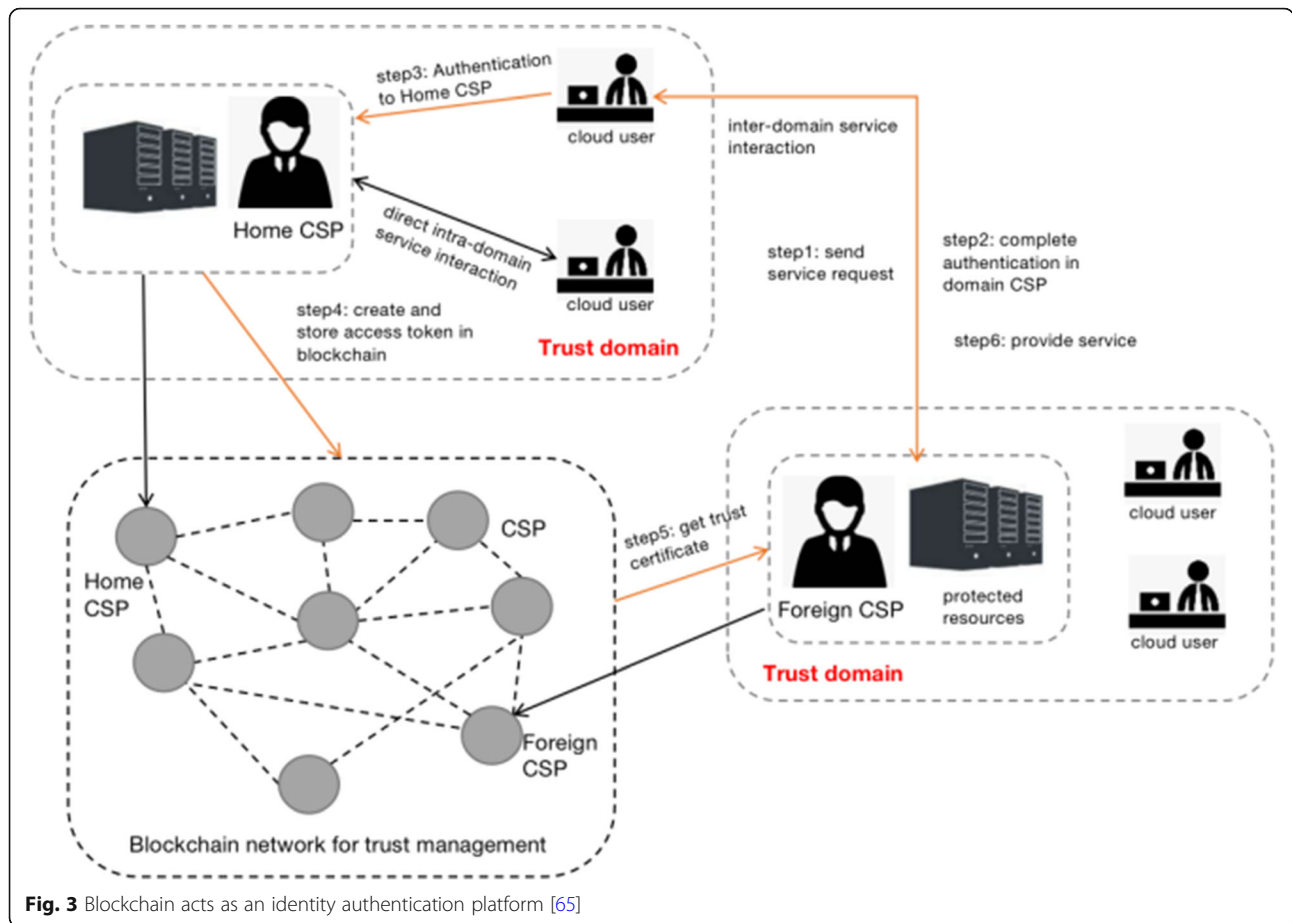 step3: Authentication
to Home CSP
cloud user
Home CSP
direct intra-domain
service interaction
cloud user
step4: create and
store access token in
blockchain
Trust domain
inter-domain service
interaction
step1: send
service request
step2: complete
authentication in
domain CSP
step6: provide service
CSP
Home
CSP
Foreign
CSP
Blockchain network for trust management
step5: get trust
certificate
Foreign CSP
protected
resources
cloud user
cloud user
Trust domain
Fig. 3 Blockchain acts as an identity authentication platform [65]